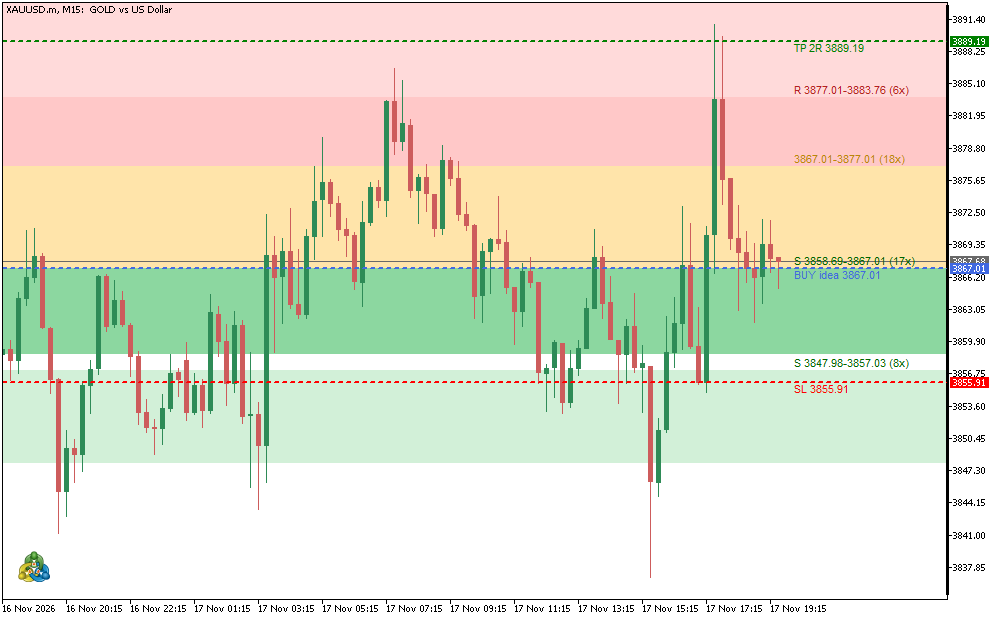 XAUUSD.m, M15: GOLD vs US Dollar
3891.40
3889.19
3888.25
TP 2R 3889.19
3885.10
R 3877.01-3883.76 (6x)
3881.95
3878.80
3867.01-3877.01 (18x)
3875.65
3872.50
3869.35
S 3858.69-3867.01 (17x)
3867.68
3867.01
BUY idea 3867.01
3866.20
3863.05
3859.90
S 3847.98-3857.03 (8x)
3856.75
3855.91
SL 3855.91
3853.60
3850.45
3847.30
3844.15
3841.00
3837.85
16 Nov 2026
16 Nov 20:15
16 Nov 22:15
17 Nov 01:15
17 Nov 03:15
17 Nov 05:15
17 Nov 07:15
17 Nov 09:15
17 Nov 11:15
17 Nov 13:15
17 Nov 15:15
17 Nov 17:15
17 Nov 19:15